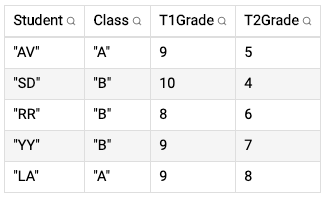 Student Class T1Grade T2Grade
"AV" "A" 9 5
"SD" "B" 10 4
"RR" "B" 8 6
"YY" "B" 9 7
"LA" "A" 9 8